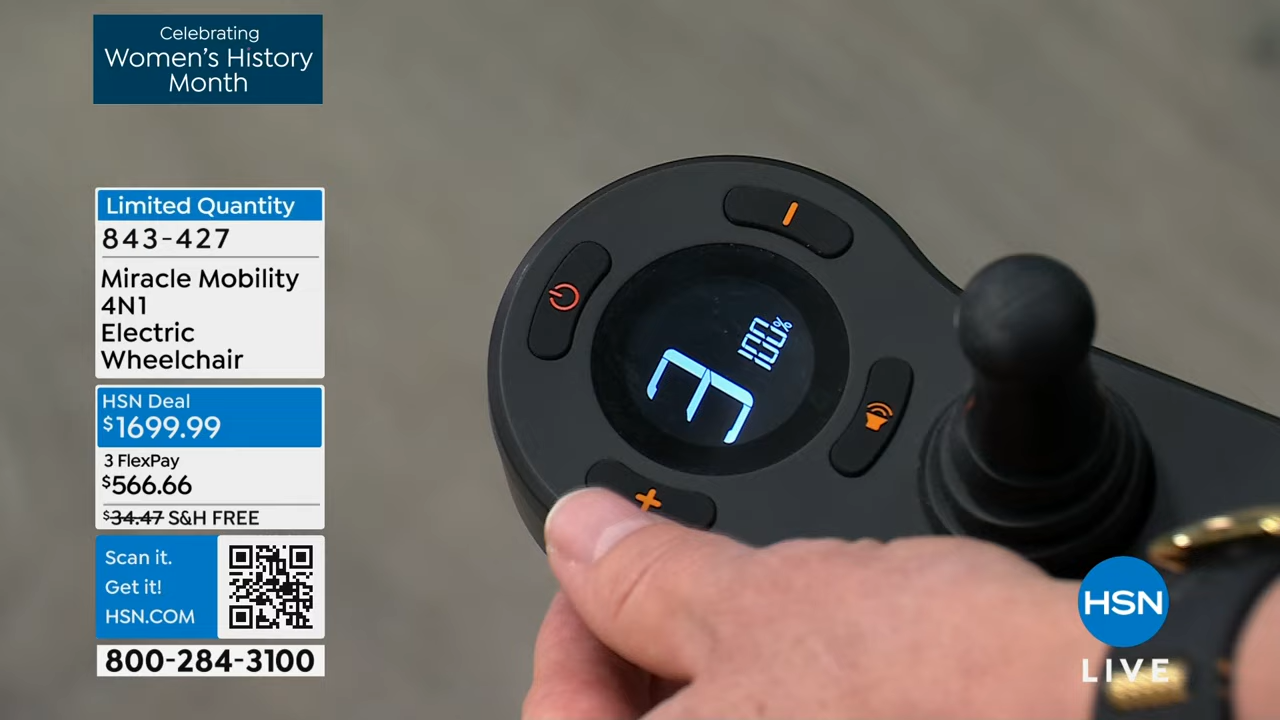 Celebrating
Women's History
Month
Limited Quantity
843-427
Miracle Mobility
4N1
Electric
Wheelchair
HSN Deal
$1699.99
3 FlexPay
$566.66
$34.47 S&H FREE
Scan it.
Get it!
HSN.COM
800-284-3100
3 100%
HSN
LIVE